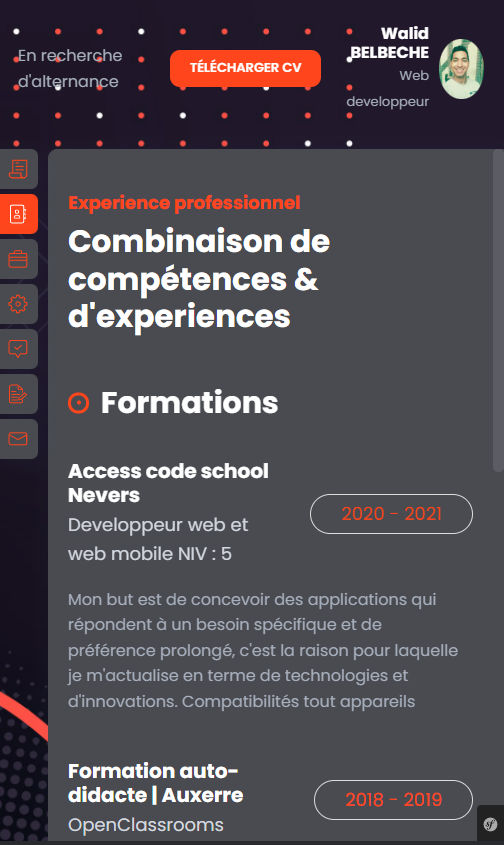 En recherche
d'alternance
TÉLÉCHARGER CV
Walid
BELBECHE
Web
developpeur
Experience professionnel
Combinaison de
compétences &
d'experiences
Formations
Access code school
Nevers
Developpeur web et
web mobile NIV : 5
2020 - 2021
Mon but est de concevoir des applications qui
répondent à un besoin spécifique et de
préférence prolongé, c'est la raison pour laquelle
je m'actualise en terme de technologies et
d'innovations. Compatibilités tout appareils
Formation auto-
didacte | Auxerre
OpenClassrooms
2018 - 2019
sf